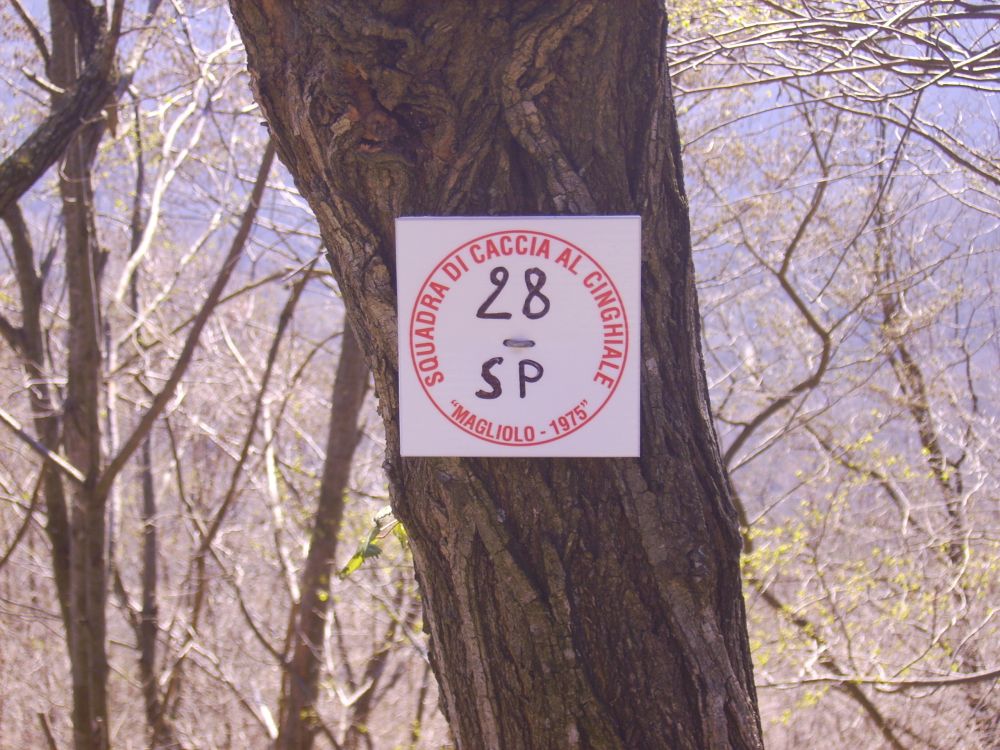 SQUADRA DI CACCIA AL CINGHIALE
28
-
SP
"MAGLIOLO - 1975"